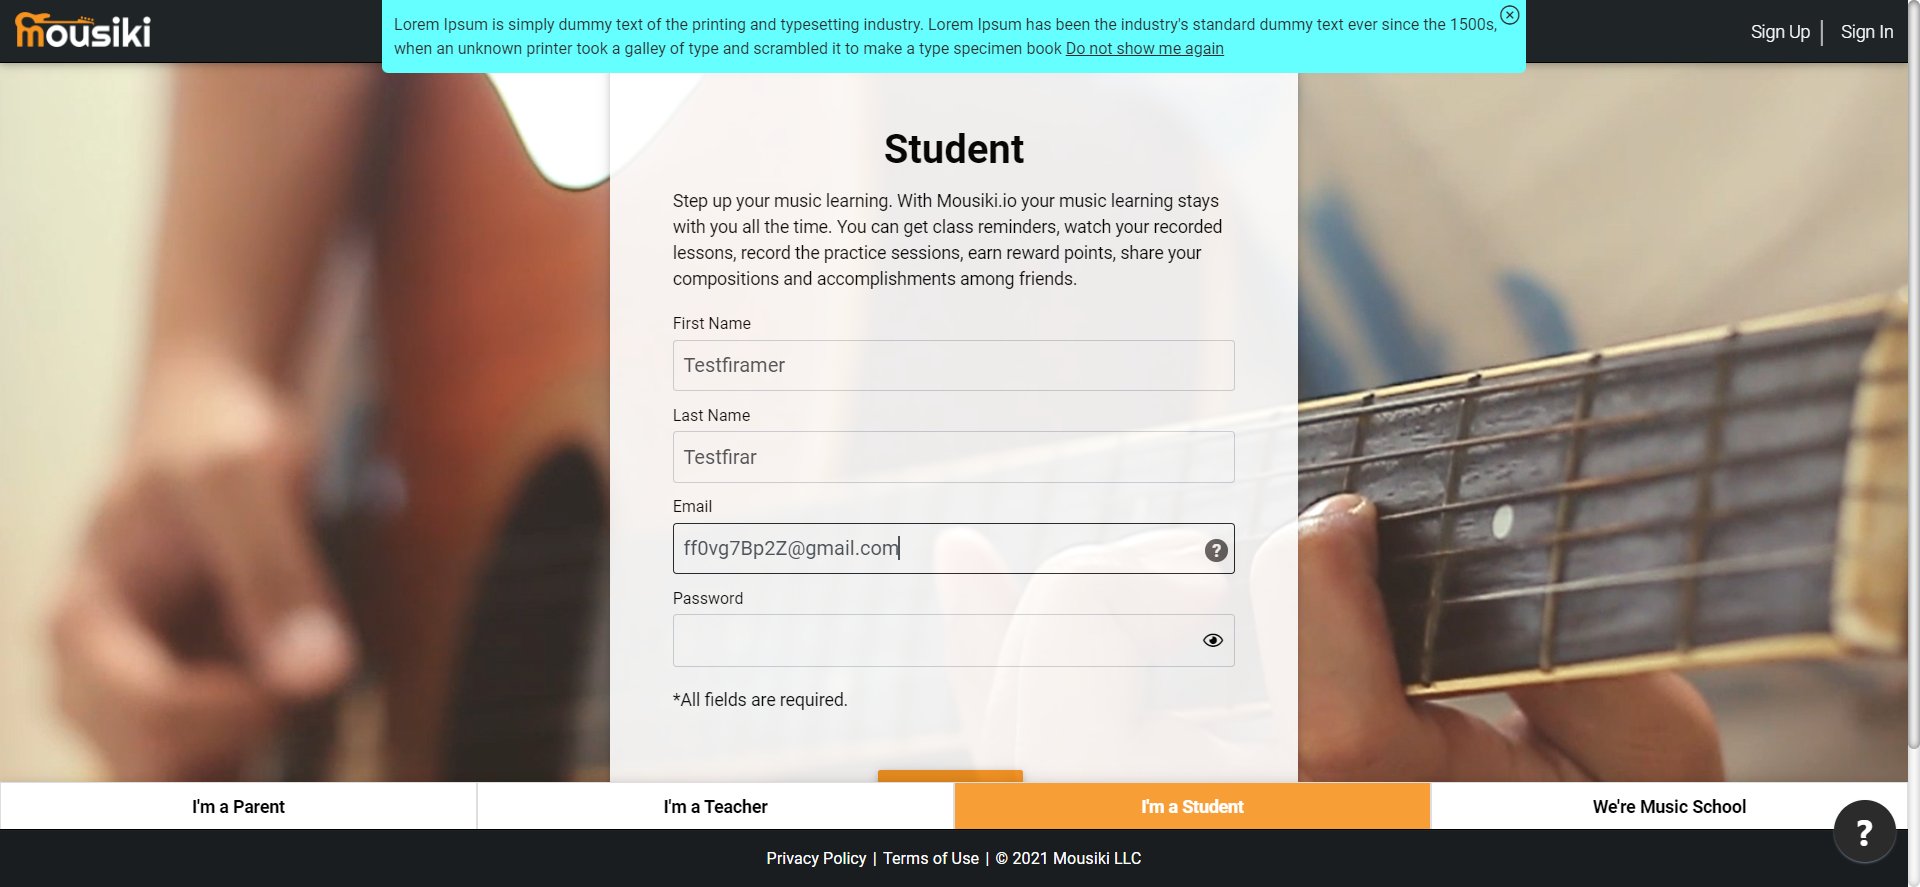 mousiki
Lorem Ipsum is simply dummy text of the printing and typesetting industry. Lorem Ipsum has been the industry's standard dummy text ever since the 1500s,
when an unknown printer took a galley of type and scrambled it to make a type specimen book Do not show me again
Sign Up | Sign In
Student
Step up your music learning. With Mousiki.io your music learning stays
with you all the time. You can get class reminders, watch your recorded
lessons, record the practice sessions, earn reward points, share your
compositions and accomplishments among friends.
First Name
Testfiramer
Last Name
Testfirar
Email
ff0vg7Bp2Z@gmail.com
?
Password
*All fields are required.
I'm a Parent
I'm a Teacher
I'm a Student
We're Music School
?
Privacy Policy | Terms of Use | © 2021 Mousiki LLC